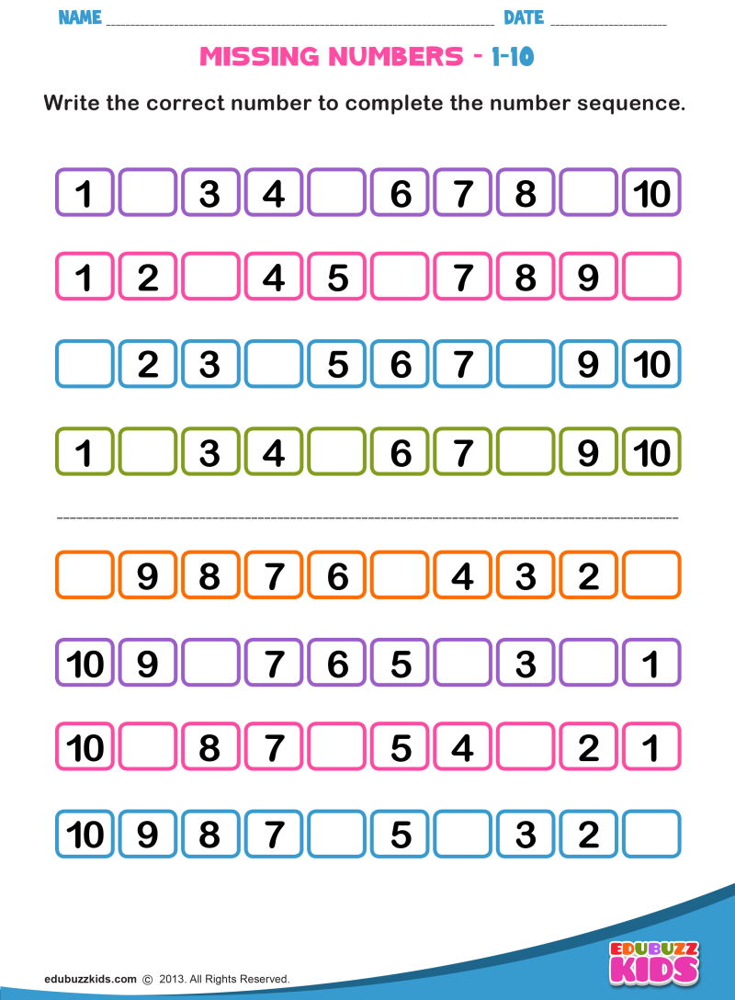 NAME DATE
MISSING NUMBERS - 1-10
Write the correct number to complete the number sequence.
1 3 4 6 7 8 10
1 2 4 5 7 8 9
2 3 5 6 7 9 10
1 3 4 6 7 9 10
9 8 7 6 4 3 2
10 9 7 6 5 3 1
10 8 7 5 4 2 1
10 9 8 7 5 3 2
EDUBUZZ
KIDS
edubuzzkids.com © 2013. All Rights Reserved.